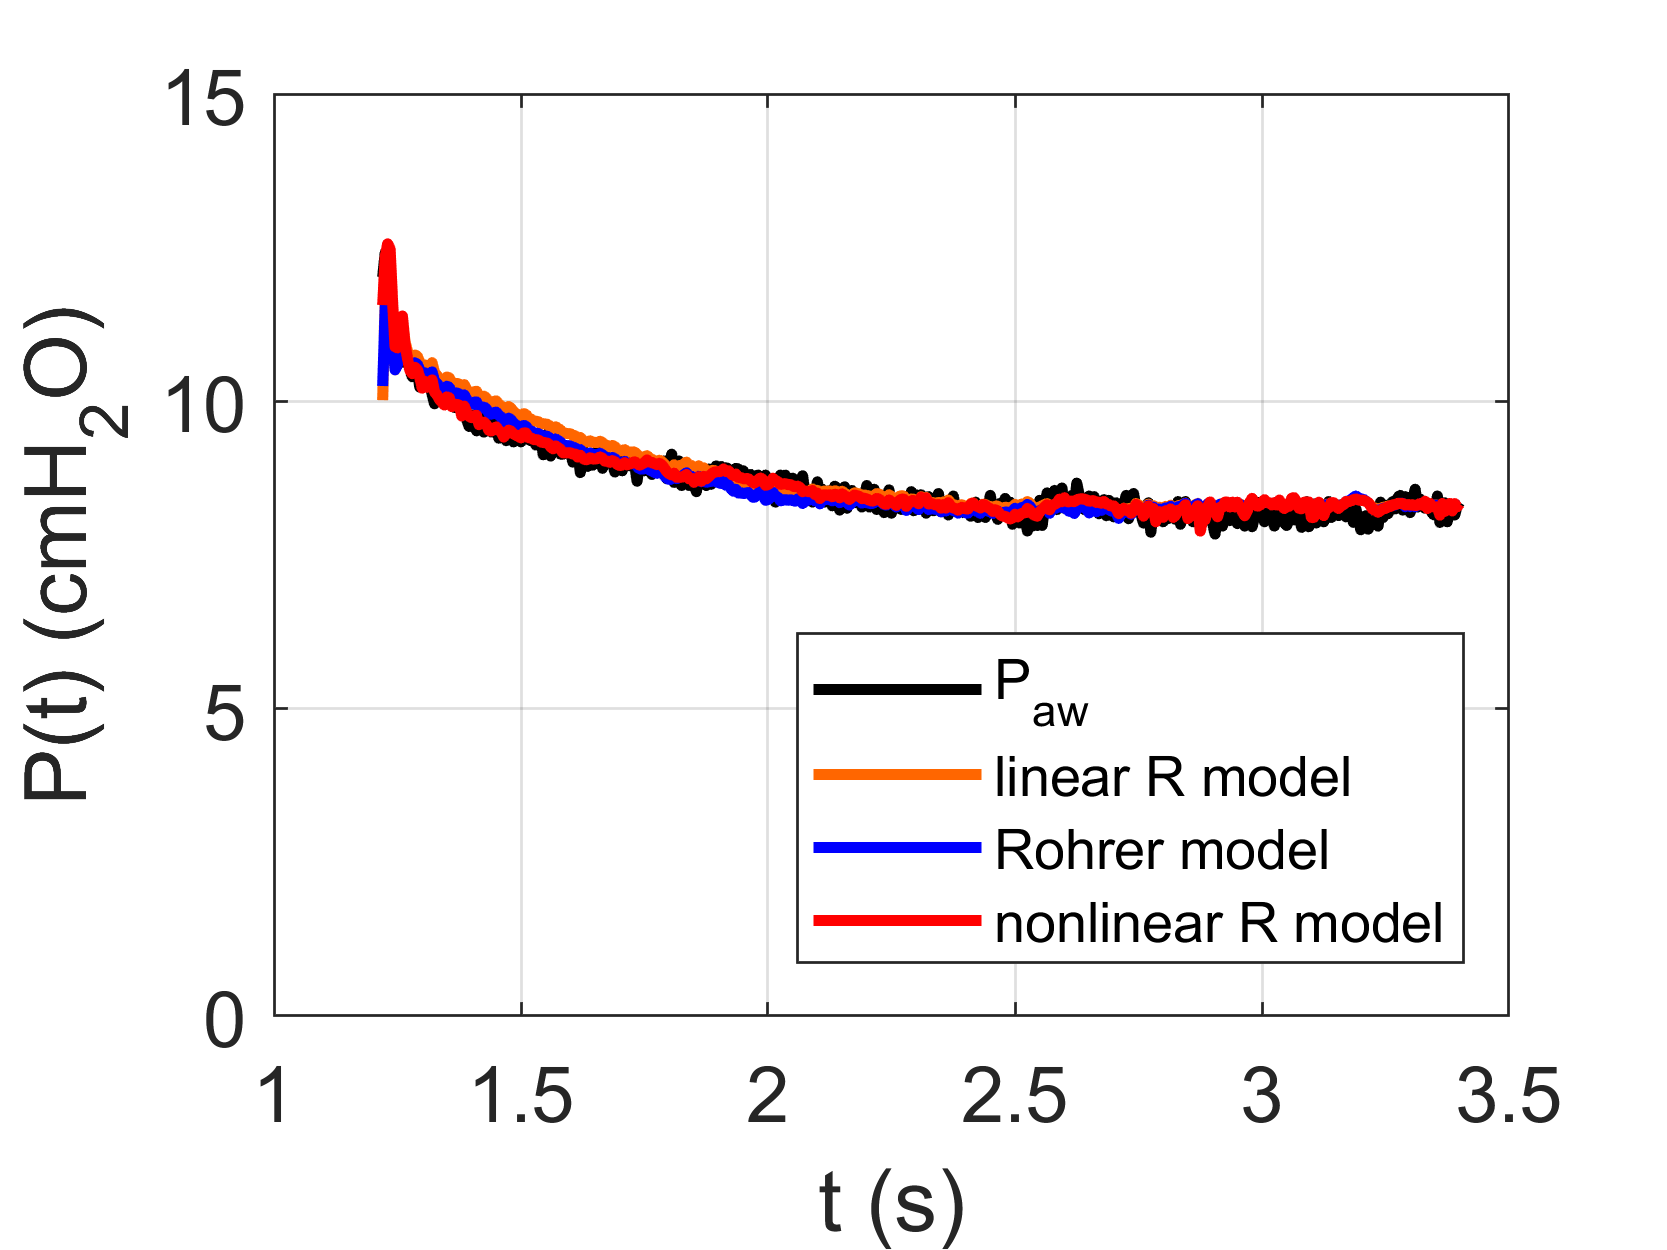 P(t) (cmH2O)
15
10
5
0
Paw
linear R model
Rohrer model
nonlinear R model
1 1.5 2 2.5 3 3.5
t (s)